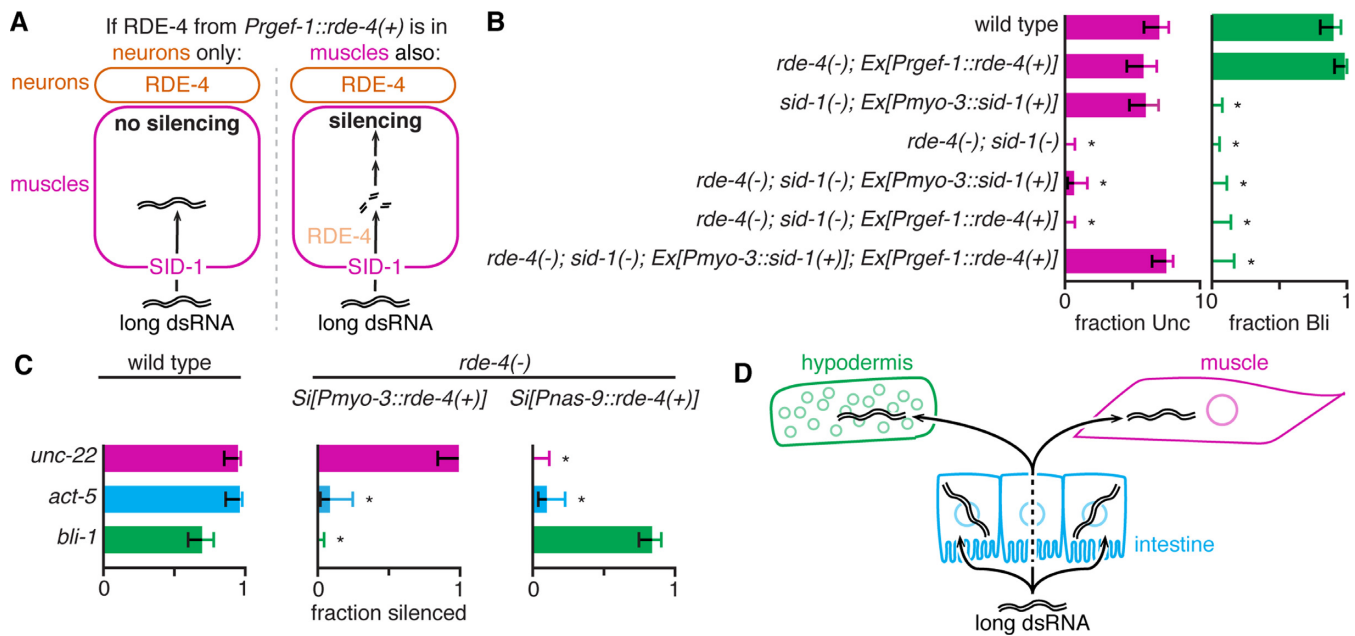 A
If RDE-4 from Prgef-1::rde-4(+) is in
neurons only:
muscles also:
neurons
RDE-4
RDE-4
no silencing
silencing
muscles
RDE-4
SID-1
SID-1
long dsRNA
long dsRNA
B
wild type
rde-4(-); Ex[Prgef-1::rde-4(+)]
sid-1(-); Ex[Pmyo-3::sid-1(+)]
*
rde-4(-); sid-1(-)
* *
rde-4(-); sid-1(-); Ex[Pmyo-3::sid-1(+)]
* *
rde-4(-); sid-1(-); Ex[Prgef-1::rde-4(+)]
* *
rde-4(-); sid-1(-); Ex[Pmyo-3::sid-1(+)]; Ex[Prgef-1::rde-4(+)]
*
0 1 0 1
fraction Unc
fraction Bli
C
wild type
rde-4(-)
Si[Pmyo-3::rde-4(+)]
Si[Pnas-9::rde-4(+)]
unc-22
*
act-5
* *
bli-1
*
0 1 0 1 0 1
fraction silenced
D
hypodermis
muscle
intestine
long dsRNA